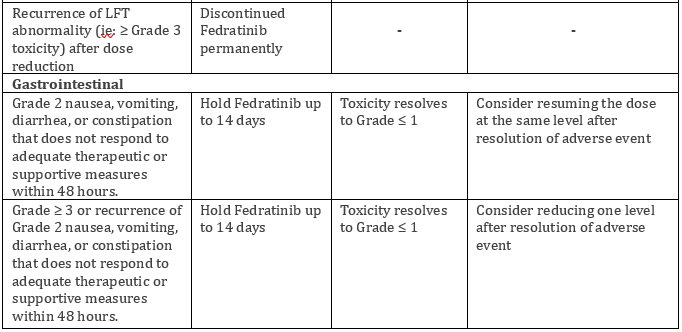 Recurrence of LFT
abnormality (ie: ≥ Grade 3
toxicity) after dose
reduction
Discontinued
Fedratinib
permanently
-
-
Gastrointestinal
Grade 2 nausea, vomiting,
diarrhea, or constipation
that does not respond to
adequate therapeutic or
supportive measures
within 48 hours.
Hold Fedratinib up
to 14 days
Toxicity resolves
to Grade ≤ 1
Consider resuming the dose
at the same level after
resolution of adverse event
Grade ≥ 3 or recurrence of
Grade 2 nausea, vomiting,
diarrhea, or constipation
that does not respond to
adequate therapeutic or
supportive measures
within 48 hours.
Hold Fedratinib up
to 14 days
Toxicity resolves
to Grade ≤ 1
Consider reducing one level
after resolution of adverse
event